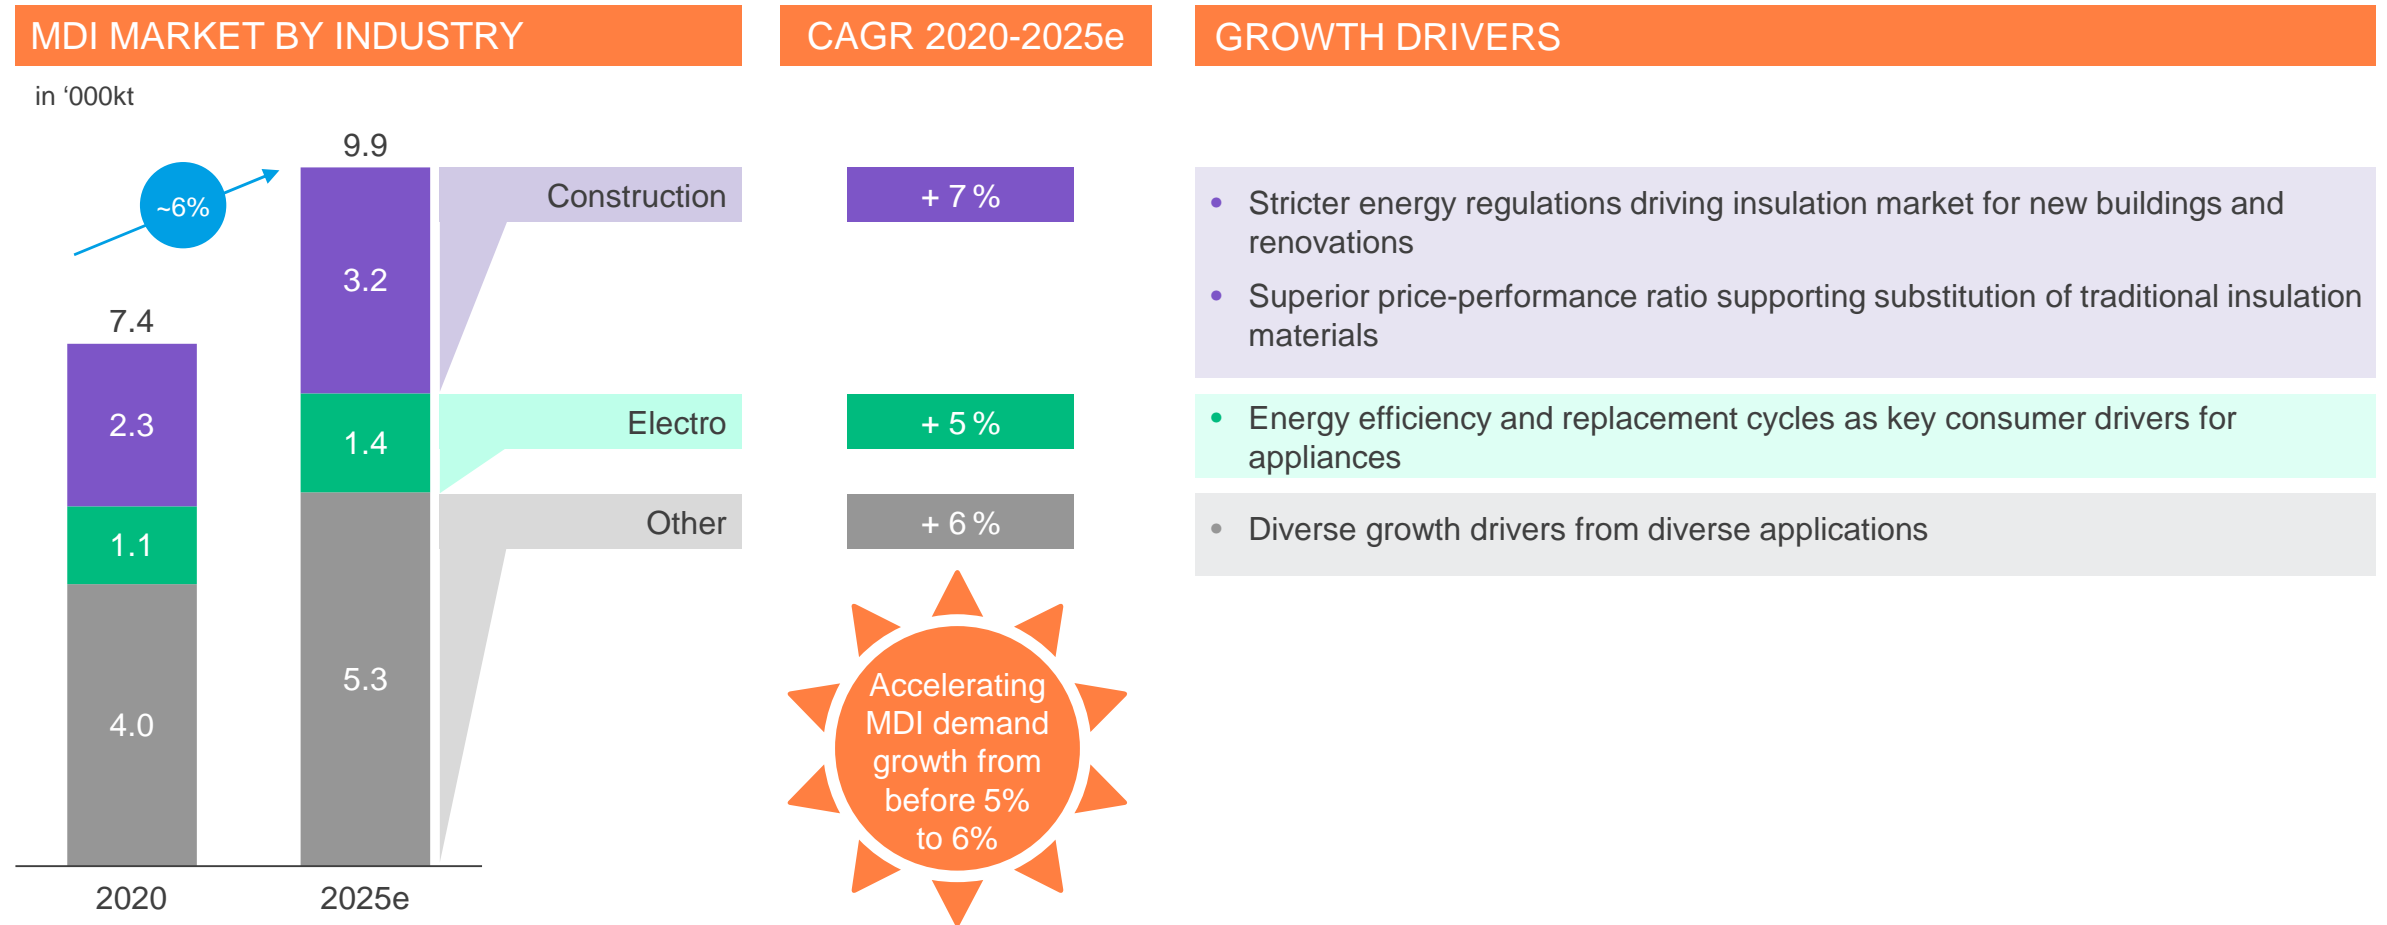 MDI MARKET BY INDUSTRY
CAGR 2020-2025e
GROWTH DRIVERS
in ‘000kt
~6%
7.4
2.3
1.1
4.0
2020
9.9
3.2
1.4
5.3
2025e
Construction
+ 7 %
• Stricter energy regulations driving insulation market for new buildings and
renovations
• Superior price-performance ratio supporting substitution of traditional insulation
materials
Electro
+ 5 %
• Energy efficiency and replacement cycles as key consumer drivers for
appliances
Other
+ 6 %
• Diverse growth drivers from diverse applications
Accelerating
MDI demand
growth from
before 5%
to 6%